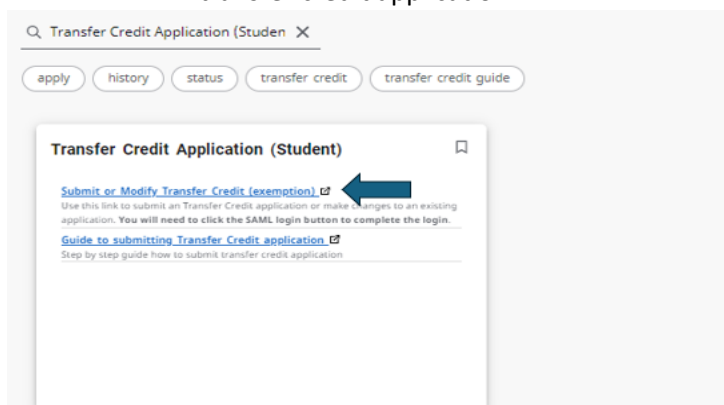 Transfer Credit Application (Studen
apply history status transfer credit transfer credit guide
Transfer Credit Application (Student)
Submit or Modify Transfer Credit (exemption)
Use this link to submit an Transfer Credit application or make changes to an existing
application. You will need to click the SAML login button to complete the login.
Guide to submitting Transfer Credit application
Step by step guide how to submit transfer credit application